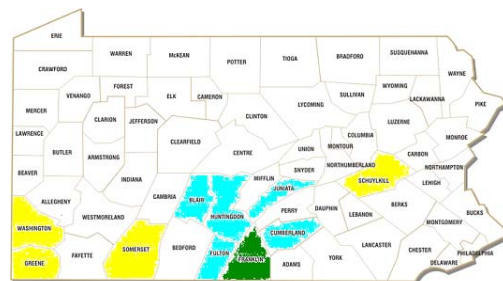 ERIE
WARREN
McKEAN
POTTER
TIOGA
BRADFORD
SUSQUEHANNA
WAYNE
CRAWFORD
FOREST
ELK
CAMERON
SULLIVAN
WYOMING
LACKAWANNA
PIKE
VENANGO
LYCOMING
MERCER
CLARION
JEFFERSON
CLINTON
LUZERNE
LAWRENCE
COLUMBIA
MONROE
BUTLER
CLEARFIELD
UNION
MONTOUR
CARBON
ARMSTRONG
CENTRE
SNYDER
NORTHUMBERLAND
NORTHAMPTON
BEAVER
INDIANA
MIFFLIN
JUNIATA
SCHUYLKILL
LEHIGH
ALLEGHENY
CAMBRIA
BLAIR
PERRY
DAUPHIN
BERKS
WESTMORELAND
HUNTINGDON
LEBANON
MONTGOMERY
BUCKS
WASHINGTON
CUMBERLAND
LANCASTER
SOMERSET
BEDFORD
FULTON
CHESTER
PHILADELPHIA
GREENE
FAYETTE
FRANKLIN
ADAMS
YORK
DELAWARE